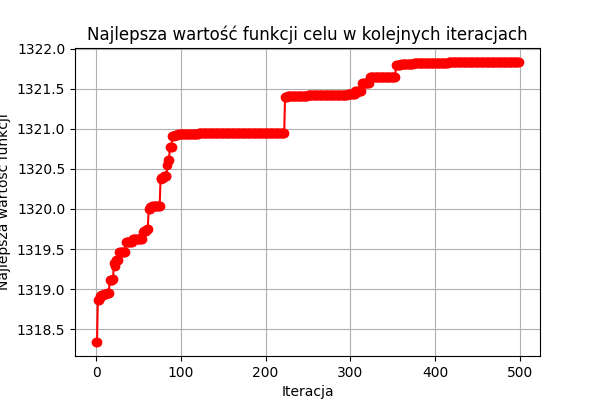 Najlepsza wartość funkcji celu w kolejnych iteracjach
Najlepsza wartość funkcji
1322.0
1321.5
1321.0
1320.5
1320.0
1319.5
1319.0
1318.5
0 100 200 300 400 500
Iteracja